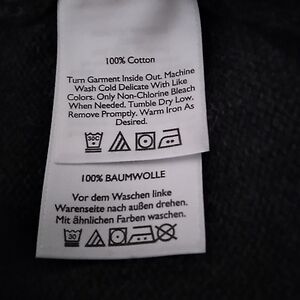 100% Cotton
Turn Garment Inside Out. Machine
Wash Cold Delicate With Like
Colors. Only Non-Chlorine Bleach
When Needed. Tumble Dry Low.
Remove Promptly. Warm Iron As
Desired.
30C
100% BAUMWOLLE
Vor dem Waschen linke
Warenseite nach außen drehen.
Mit ähnlichen Farben waschen.
30